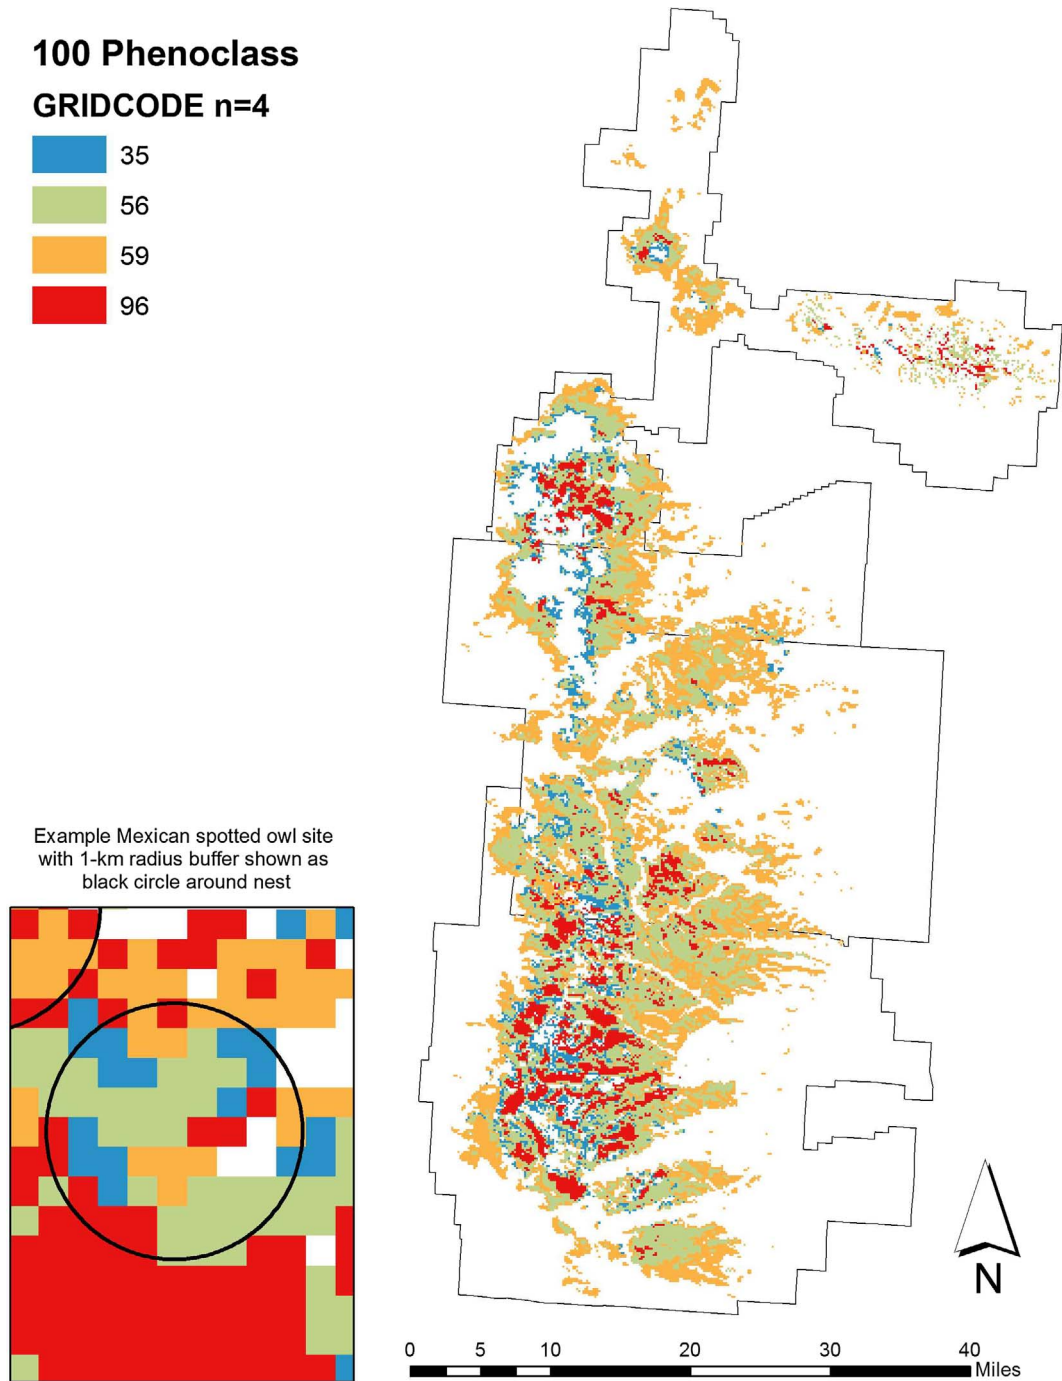 100 Phenoclass
GRIDCODE n=4
35
56
59
96
Example Mexican spotted owl site
with 1-km radius buffer shown as
black circle around nest
N
0 5 10 20 30 40
Miles